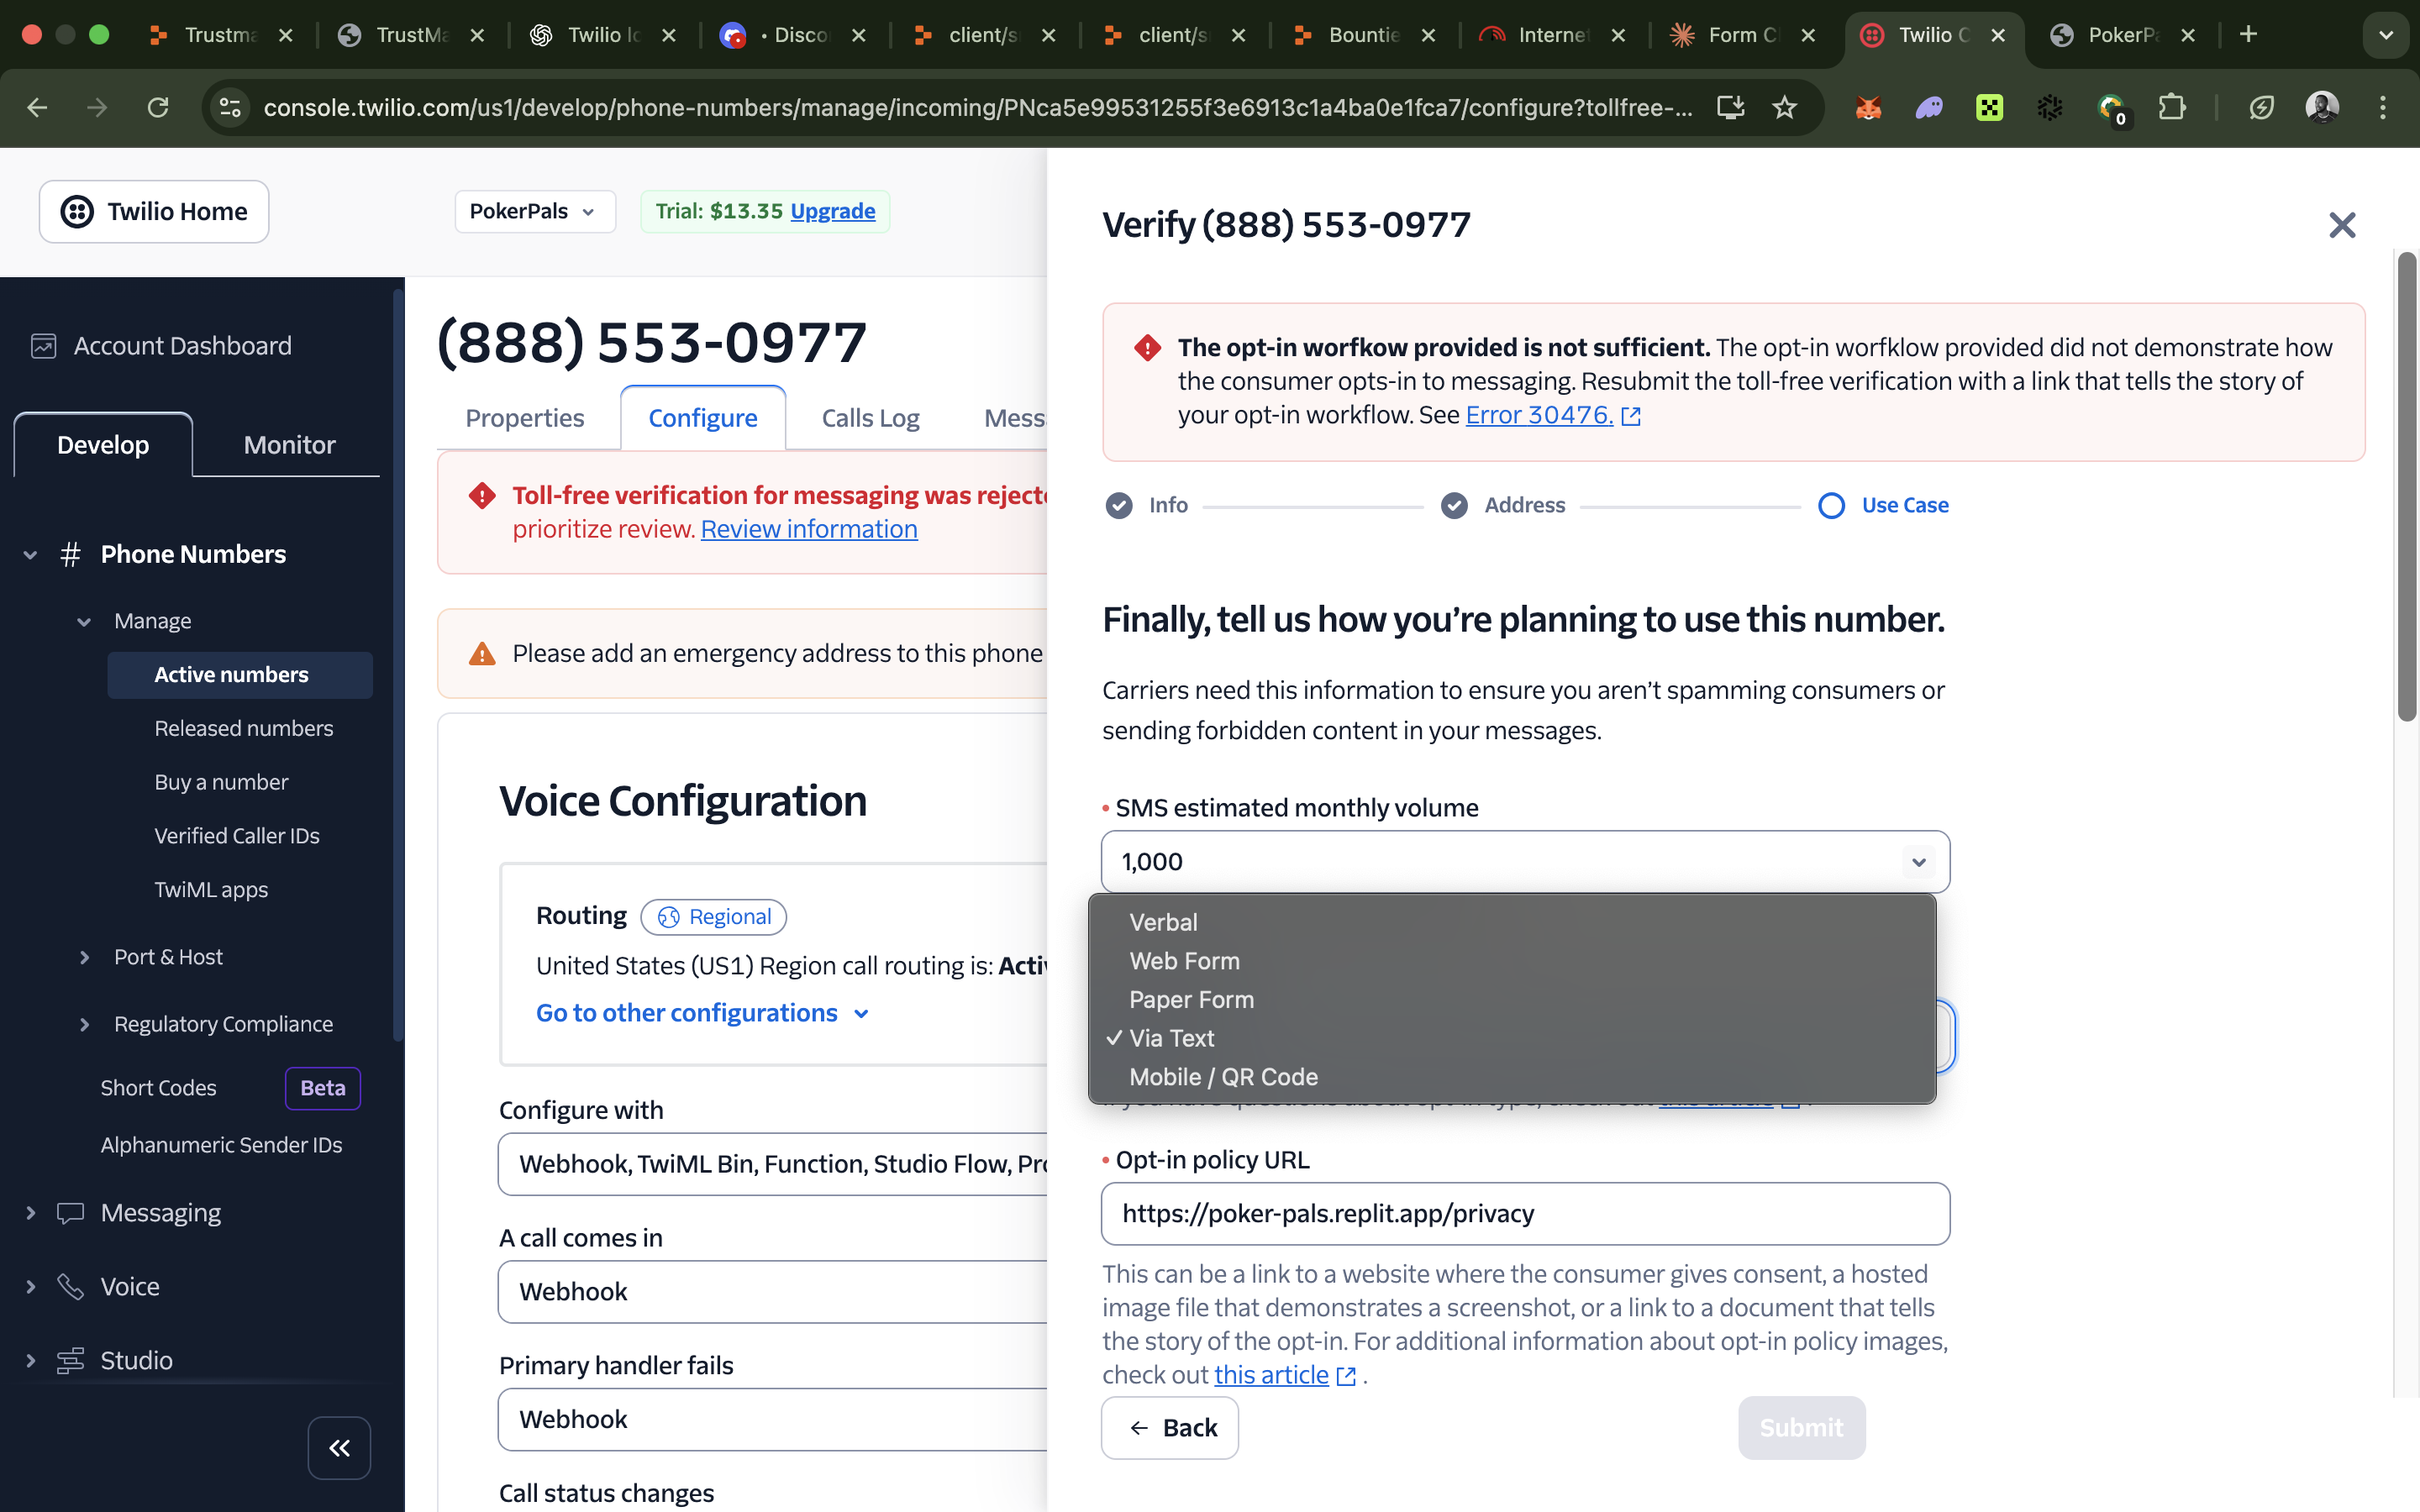 Trustma
TrustMa
Twilio Ic
• Disco
client/s
client/s
Bountie
Internet
Form C
Twilio C
PokerPa
console.twilio.com/us1/develop/phone-numbers/manage/incoming/PNca5e99531255f3e6913c1a4ba0e1fca7/configure?tollfree-...
0
Twilio Home
PokerPals
Trial: $13.35 Upgrade
Account Dashboard
Develop
Monitor
# Phone Numbers
Manage
Active numbers
Released numbers
Buy a number
Verified Caller IDs
TwiML apps
Port & Host
Regulatory Compliance
Short Codes
Beta
Alphanumeric Sender IDs
Messaging
Voice
Studio
(888) 553-0977
Properties
Configure
Calls Log
Mess
Toll-free verification for messaging was reject
prioritize review. Review information
Please add an emergency address to this phone
Voice Configuration
Routing
Regional
United States (US1) Region call routing is: Acti
Go to other configurations
Configure with
Webhook, TwiML Bin, Function, Studio Flow, Pro
A call comes in
Webhook
Primary handler fails
Webhook
Call status changes
Verify (888) 553-0977
The opt-in worfkow provided is not sufficient. The opt-in worfklow provided did not demonstrate how
the consumer opts-in to messaging. Resubmit the toll-free verification with a link that tells the story of
your opt-in workflow. See Error 30476.
Info
Address
Use Case
Finally, tell us how you’re planning to use this number.
Carriers need this information to ensure you aren’t spamming consumers or
sending forbidden content in your messages.
• SMS estimated monthly volume
1,000
Verbal
Web Form
Paper Form
✓ Via Text
Mobile / QR Code
• Opt-in policy URL
https://poker-pals.replit.app/privacy
This can be a link to a website where the consumer gives consent, a hosted
image file that demonstrates a screenshot, or a link to a document that tells
the story of the opt-in. For additional information about opt-in policy images,
check out this article .
← Back
Submit